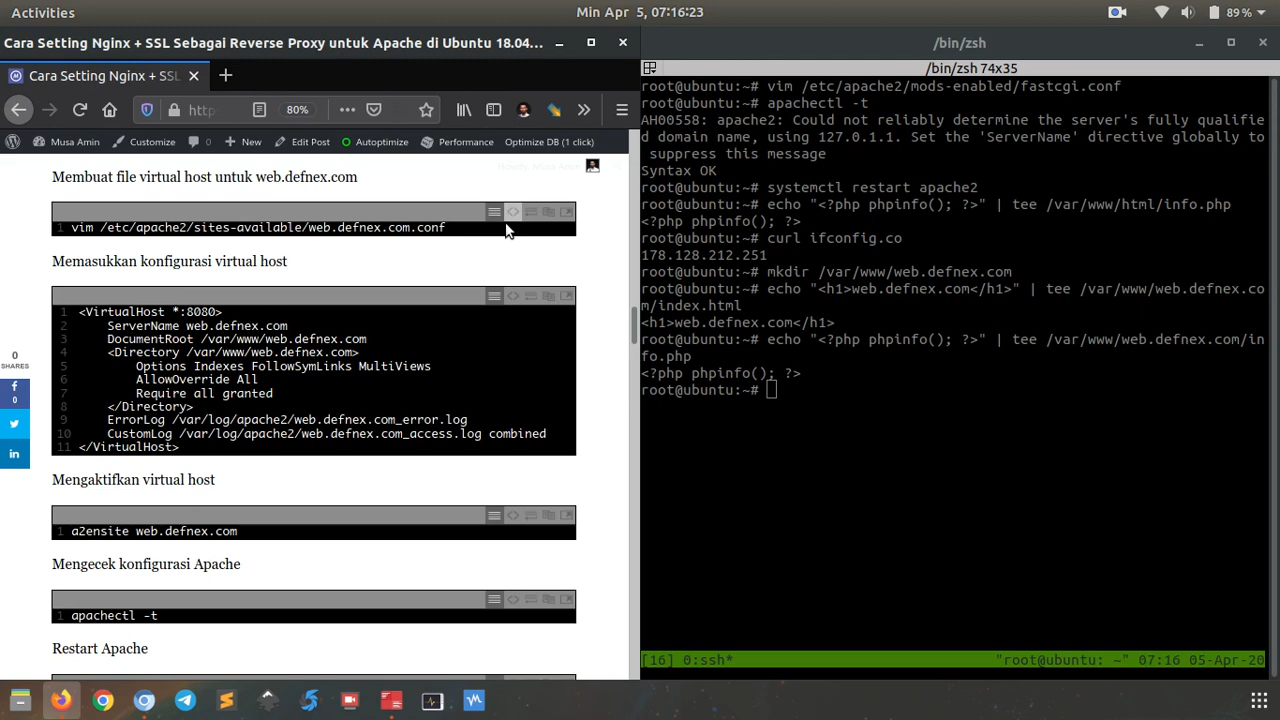 Activities
Min Apr 5, 07:16:23
89 %
Cara Setting Nginx + SSL Sebagai Reverse Proxy untuk Apache di Ubuntu 18.04...
Cara Setting Nginx + SSL
http
80%
Musa Amin
Customize
0
New
Edit Post
Autoptimize
Performance
Optimize DB (1 click)
Membuat file virtual host untuk web.defnex.com
1 vim /etc/apache2/sites-available/web.defnex.com.conf
Memasukkan konfigurasi virtual host
1 <VirtualHost *:8080>
2 ServerName web.defnex.com
3 DocumentRoot /var/www/web.defnex.com
4 <Directory /var/www/web.defnex.com>
5 Options Indexes FollowSymLinks MultiViews
6 AllowOverride All
7 Require all granted
8 </Directory>
9 ErrorLog /var/log/apache2/web.defnex.com_error.log
10 CustomLog /var/log/apache2/web.defnex.com_access.log combined
11 </VirtualHost>
0
SHARES
0
Mengaktifkan virtual host
1 a2ensite web.defnex.com
Mengecek konfigurasi Apache
1 apachectl -t
Restart Apache
/bin/zsh
/bin/zsh 74x35
root@ubuntu:~# vim /etc/apache2/mods-enabled/fastcgi.conf
root@ubuntu:~# apachectl -t
AH00558: apache2: Could not reliably determine the server's fully qualifie
d domain name, using 127.0.1.1. Set the 'ServerName' directive globally to
suppress this message
Syntax OK
root@ubuntu:~# systemctl restart apache2
root@ubuntu:~# echo "<?php phpinfo(); ?>" | tee /var/www/html/info.php
<?php phpinfo(); ?>
root@ubuntu:~# curl ifconfig.co
178.128.212.251
root@ubuntu:~# mkdir /var/www/web.defnex.com
root@ubuntu:~# echo "<h1>web.defnex.com</h1>" | tee /var/www/web.defnex.co
m/index.html
<h1>web.defnex.com</h1>
root@ubuntu:~# echo "<?php phpinfo(); ?>" | tee /var/www/web.defnex.com/in
fo.php
<?php phpinfo(); ?>
root@ubuntu:~#
[16] 0:ssh*
"root@ubuntu: ~" 07:16 05-Apr-20